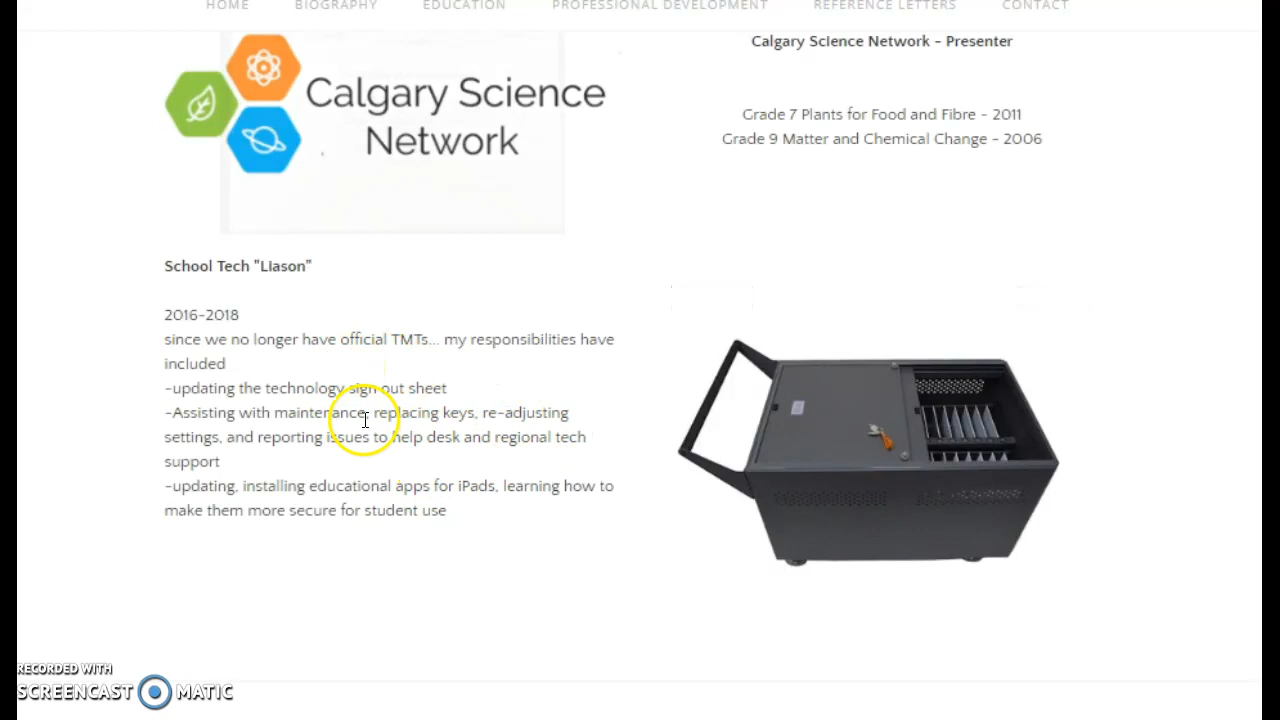 HOME BIOGRAPHY EDUCATION PROFESSIONAL DEVELOPMENT REFERENCE LETTERS CONTACT
Calgary Science
Network
Calgary Science Network - Presenter
Grade 7 Plants for Food and Fibre - 2011
Grade 9 Matter and Chemical Change - 2006
School Tech "Liason"
2016-2018
since we no longer have official TMTs... my responsibilities have
included
-updating the technology sign out sheet
-Assisting with maintenance, replacing keys, re-adjusting
settings, and reporting issues to help desk and regional tech
support
-updating, installing educational apps for iPads, learning how to
make them more secure for student use
RECORDED WITH
SCREENCAST MATIC